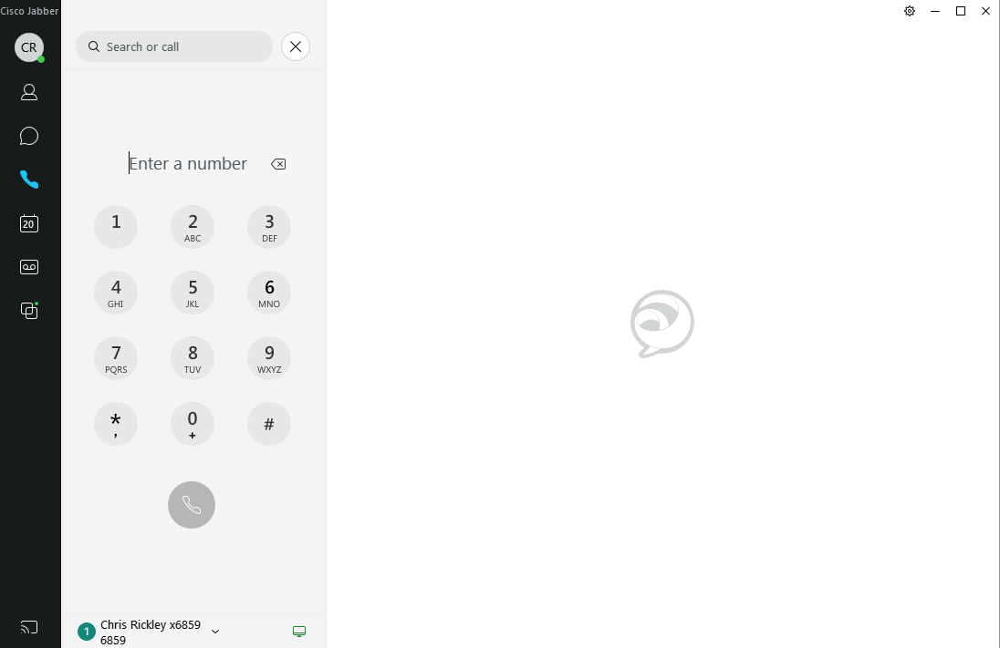 Cisco Jabber
CR
Search or call
Enter a number
1
2
ABC
3
DEF
4
GHI
5
JKL
6
MNO
7
PQRS
8
TUV
9
WXYZ
*
,
0
+
#
20
1
Chris Rickley x6859
6859